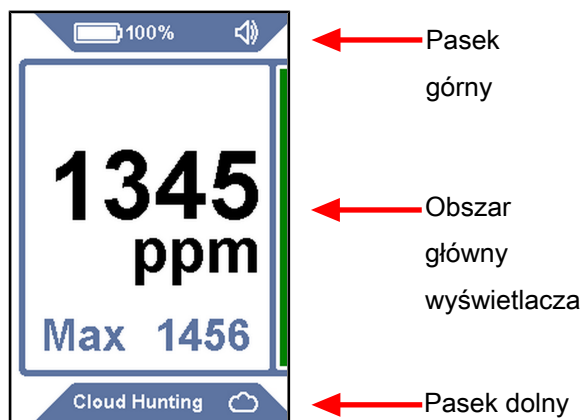 100%
Pasek
górny
1345
ppm
Max 1456
Obszar
główny
wyświetlacza
Cloud Hunting
Pasek dolny